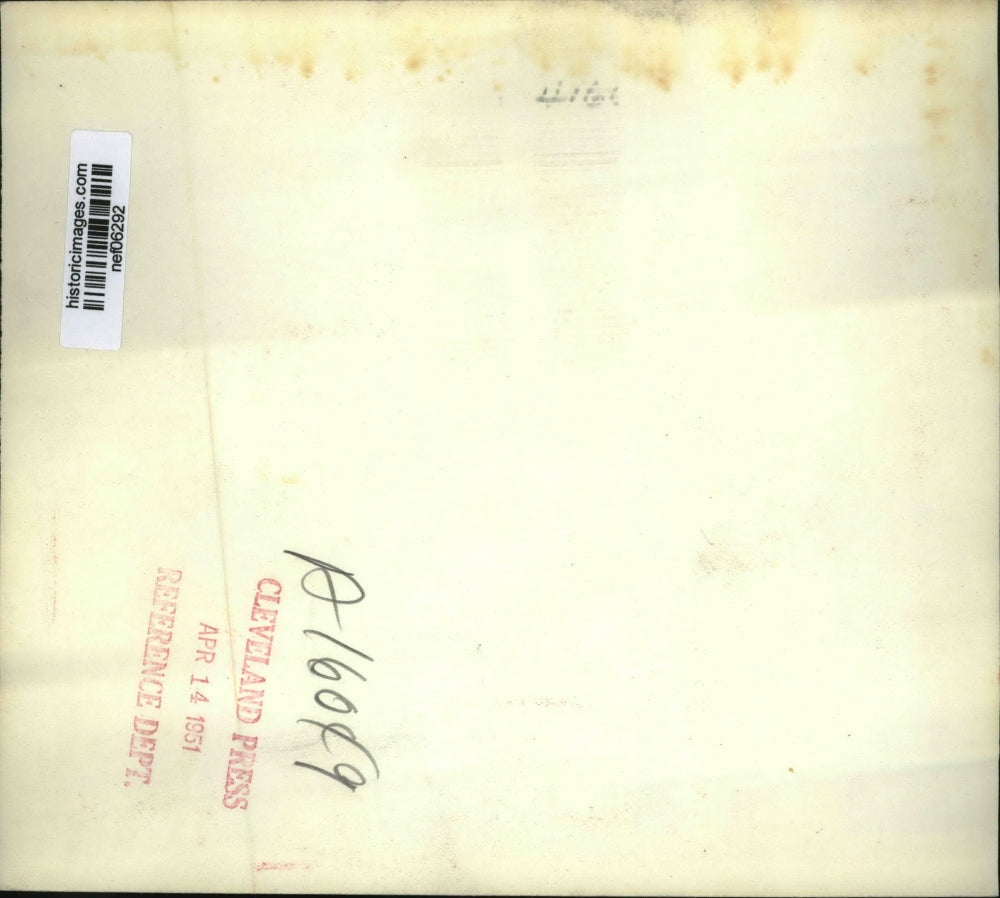 historicimages.com
nef06292
CLEVELAND PRESS
APR 14 1951
REFERENCE DEPT.